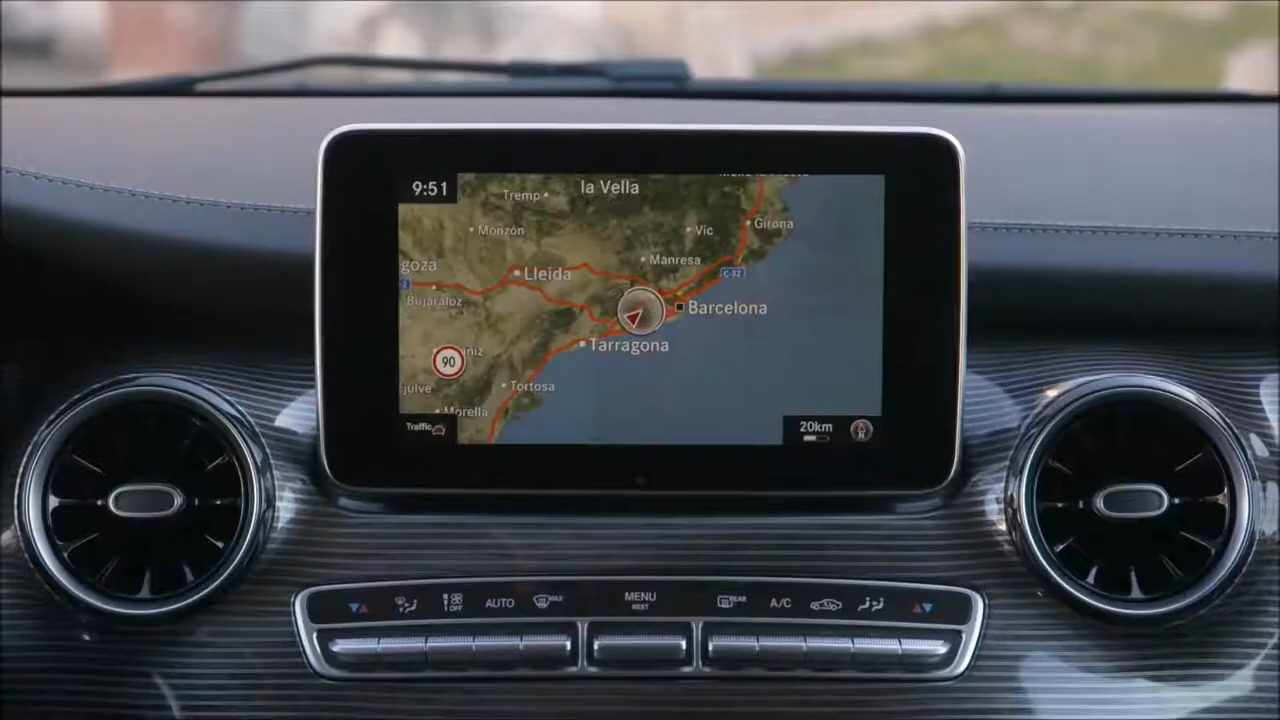 9:51
la Vella
Tremp
Monzón
Vic
Girona
Manresa
goza
Lleida
C-32
Bujaraloz
Barcelona
Tarragona
90
ñiz
Tortosa
Morella
Traffic
20km
N
OFF
AUTO
MAX
MENU
REST
REAR
A/C